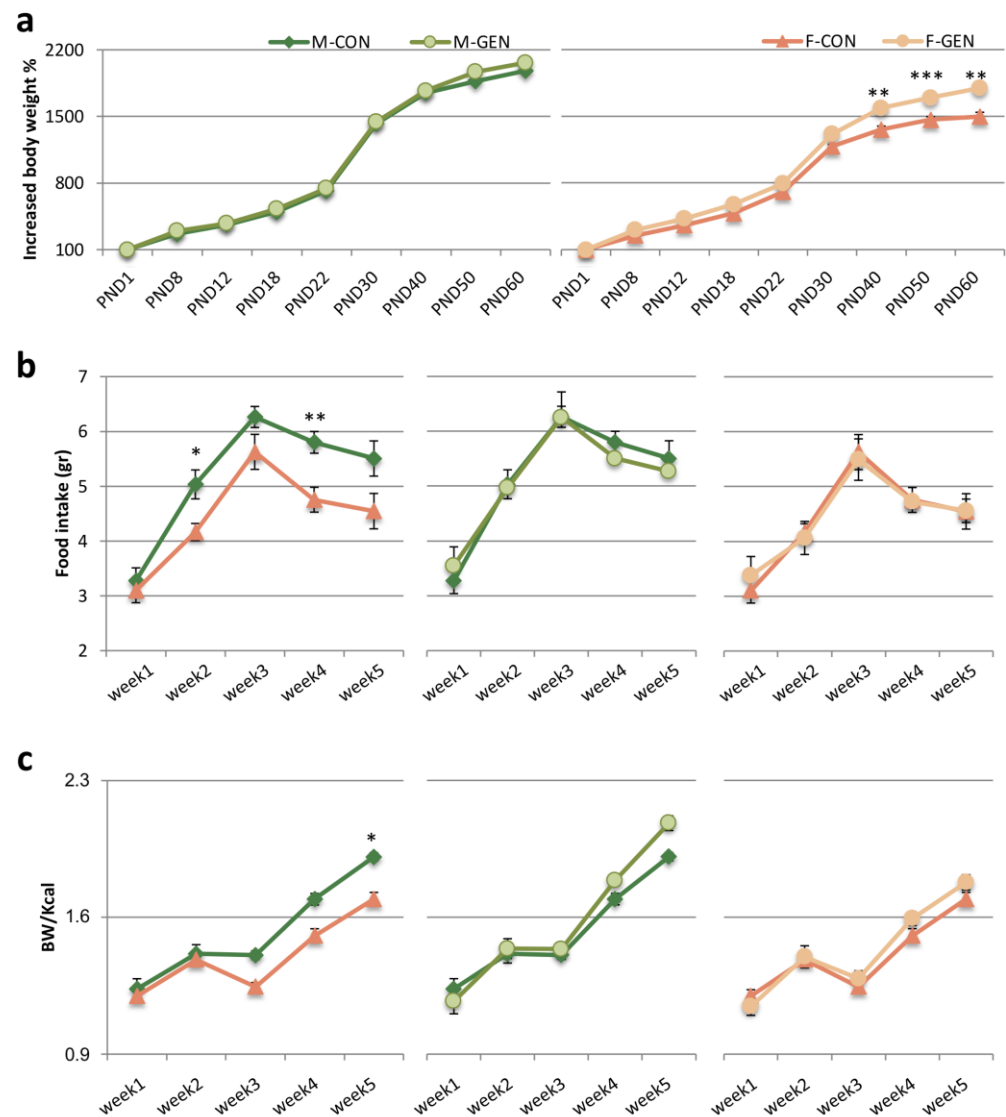 a
M-CON M-GEN F-CON F-GEN
Increased body weight %
2200
1500
800
100
** *** **
PND1 PND8 PND12 PND18 PND22 PND30 PND40 PND50 PND60
PND1 PND8 PND12 PND18 PND22 PND30 PND40 PND50 PND60
b
Food intake (gr)
7
6
5
4
3
2
* **
week1 week2 week3 week4 week5
week1 week2 week3 week4 week5
week1 week2 week3 week4 week5
c
BW/Kcal
2.3
1.6
0.9
*
week1 week2 week3 week4 week5
week1 week2 week3 week4 week5
week1 week2 week3 week4 week5